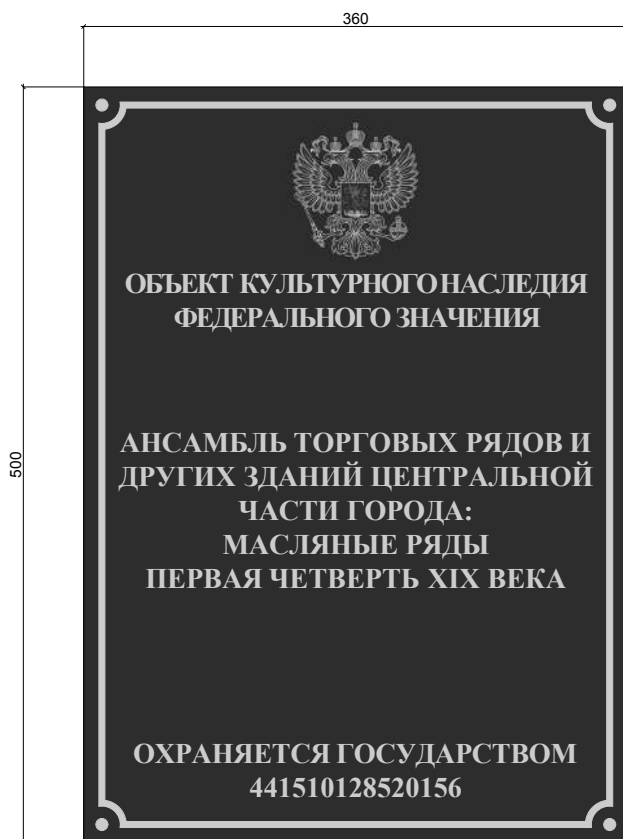 360
500
ОБЪЕКТ КУЛЬТУРНОГО НАСЛЕДИЯ
ФЕДЕРАЛЬНОГО ЗНАЧЕНИЯ
АНСАМБЛЬ ТОРГОВЫХ РЯДОВ И
ДРУГИХ ЗДАНИЙ ЦЕНТРАЛЬНОЙ
ЧАСТИ ГОРОДА:
МАСЛЯНЫЕ РЯДЫ
ПЕРВАЯ ЧЕТВЕРТЬ XIX ВЕКА
ОХРАНЯЕТСЯ ГОСУДАРСТВОМ
441510128520156